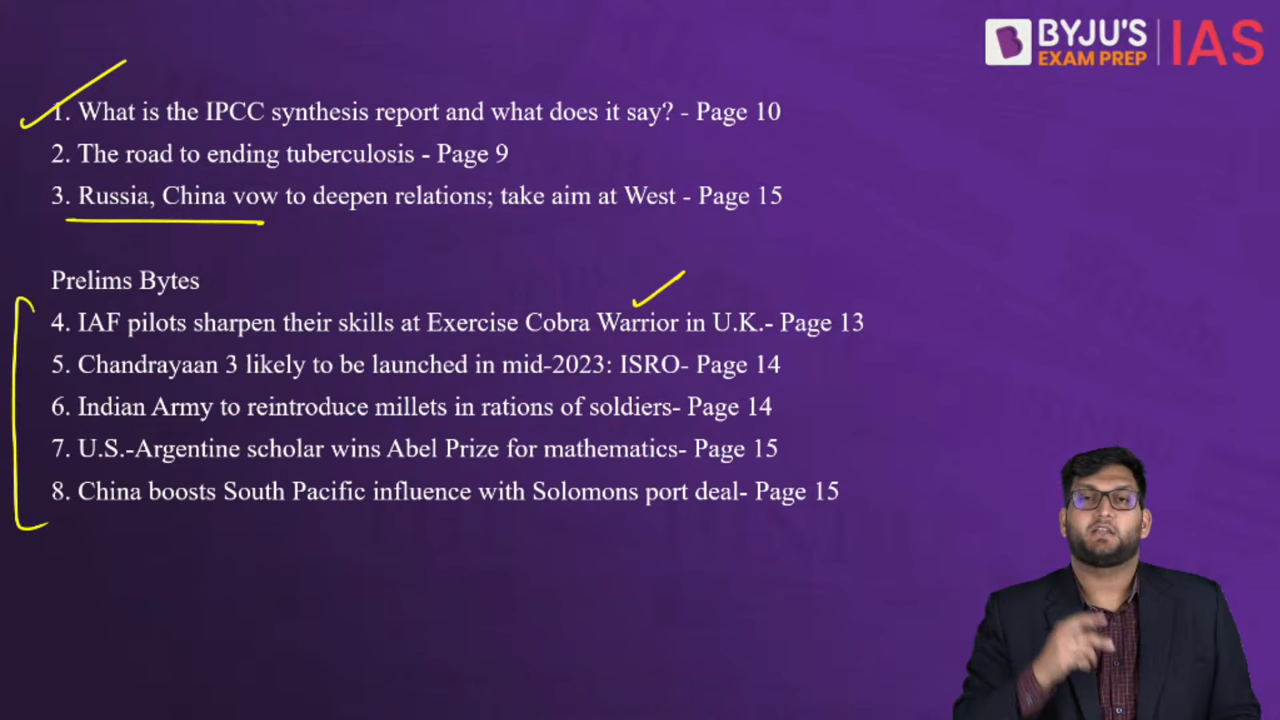 BYJU'S
EXAM PREP
IAS
1. What is the IPCC synthesis report and what does it say? - Page 10
2. The road to ending tuberculosis - Page 9
3. Russia, China vow to deepen relations; take aim at West - Page 15
Prelims Bytes
4. IAF pilots sharpen their skills at Exercise Cobra Warrior in U.K.- Page 13
5. Chandrayaan 3 likely to be launched in mid-2023: ISRO- Page 14
6. Indian Army to reintroduce millets in rations of soldiers- Page 14
7. U.S.-Argentine scholar wins Abel Prize for mathematics- Page 15
8. China boosts South Pacific influence with Solomons port deal- Page 15